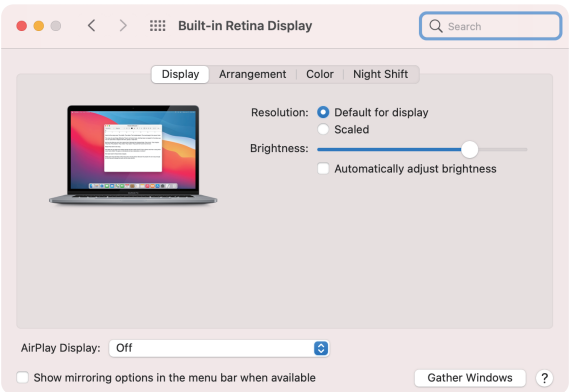 Built-in Retina Display
Search
Display Arrangement Color Night Shift
Resolution: Default for display
Scaled
Brightness:
Automatically adjust brightness
AirPlay Display: Off
Show mirroring options in the menu bar when available
Gather Windows ?